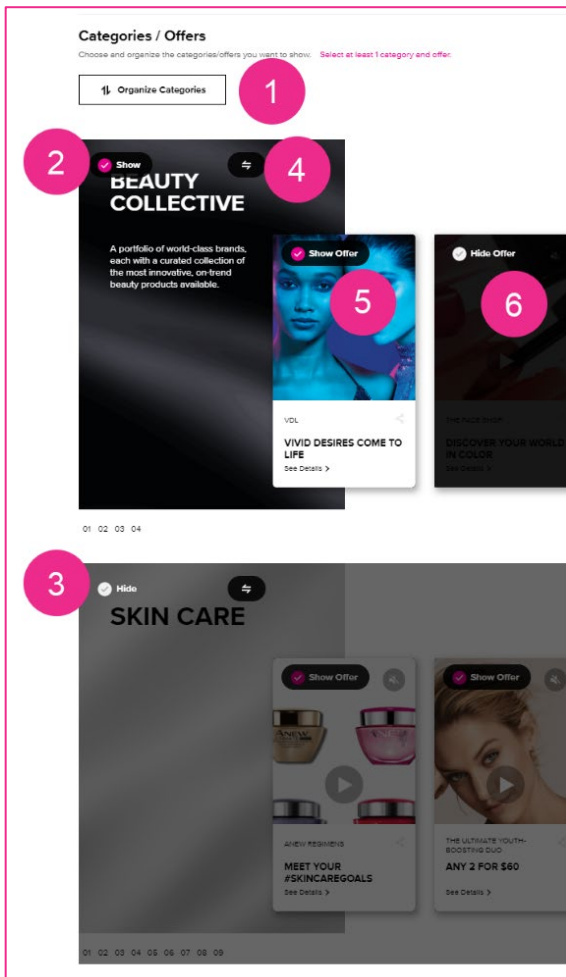 Categories / Offers
Choose and organize the categories/offers you want to show. Select at least 1 category and offer.
Organize Categories
1
2
Show
4
BEAUTY
COLLECTIVE
A portfolio of world-class brands,
each with a curated collection of
the most innovative, on-trend
beauty products available.
Show Offer
5
VDL
VIVID DESIRES COME TO
LIFE
See Details >
Hide Offer
6
THE FACE SHOP
DISCOVER YOUR WORLD
IN COLOR
See Details >
01 02 03 04
3
Hide
SKIN CARE
Show Offer
ANEW
ANEW REGIMENS
MEET YOUR
#SKINCAREGOALS
See Details >
Show Offer
THE ULTIMATE YOUTH-
BOOSTING DUO
ANY 2 FOR $60
See Details >
01 02 03 04 05 06 07 08 09